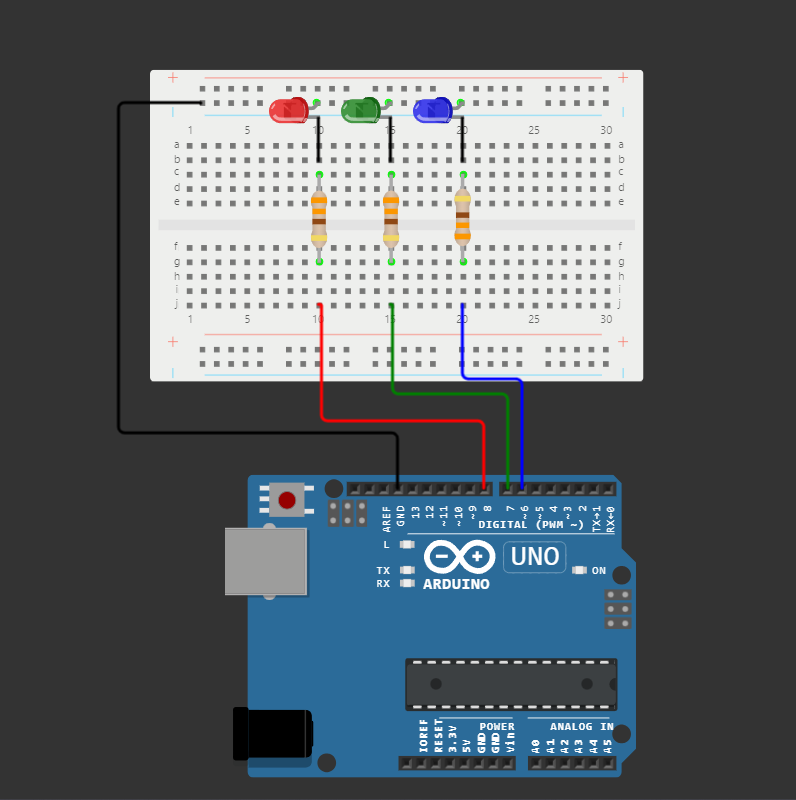 + +
1 5 10 15 20 25 30
a a
b b
c c
d d
e e
f f
g g
h h
i i
j j
1 5 10 15 20 25 30
+ +
AREF GND 13 12 ~11 ~10 ~9 8 7 ~6 ~5 4 ~3 2 TX→1 RX←0
DIGITAL (PWM ~)
L
TX
RX
UNO
ON
ARDUINO
POWER
ANALOG IN
IOREF RESET 3.3V 5V GND GND Vin A0 A1 A2 A3 A4 A5